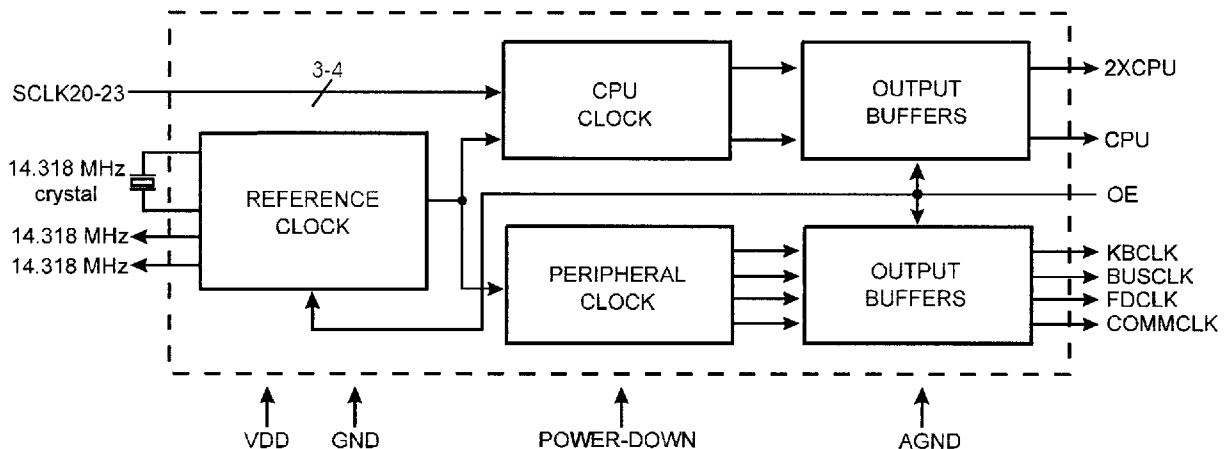 3-4
SCLK20-23
CPU
CLOCK
OUTPUT
BUFFERS
2XCPU
CPU
14.318 MHz
crystal
REFERENCE
CLOCK
OE
14.318 MHz
14.318 MHz
PERIPHERAL
CLOCK
OUTPUT
BUFFERS
KBCLK
BUSCLK
FDCLK
COMMCLK
VDD
GND
POWER-DOWN
AGND